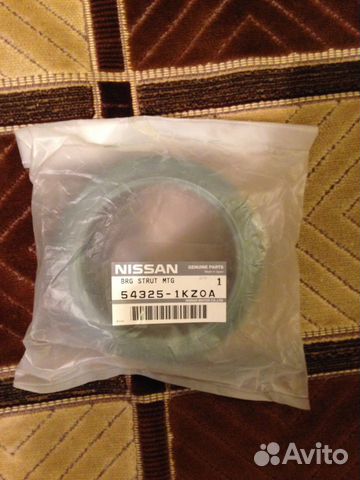 NISSAN GENUINE PARTS
BRG STRUT MTG 1
54325-1KZ0A
Avito